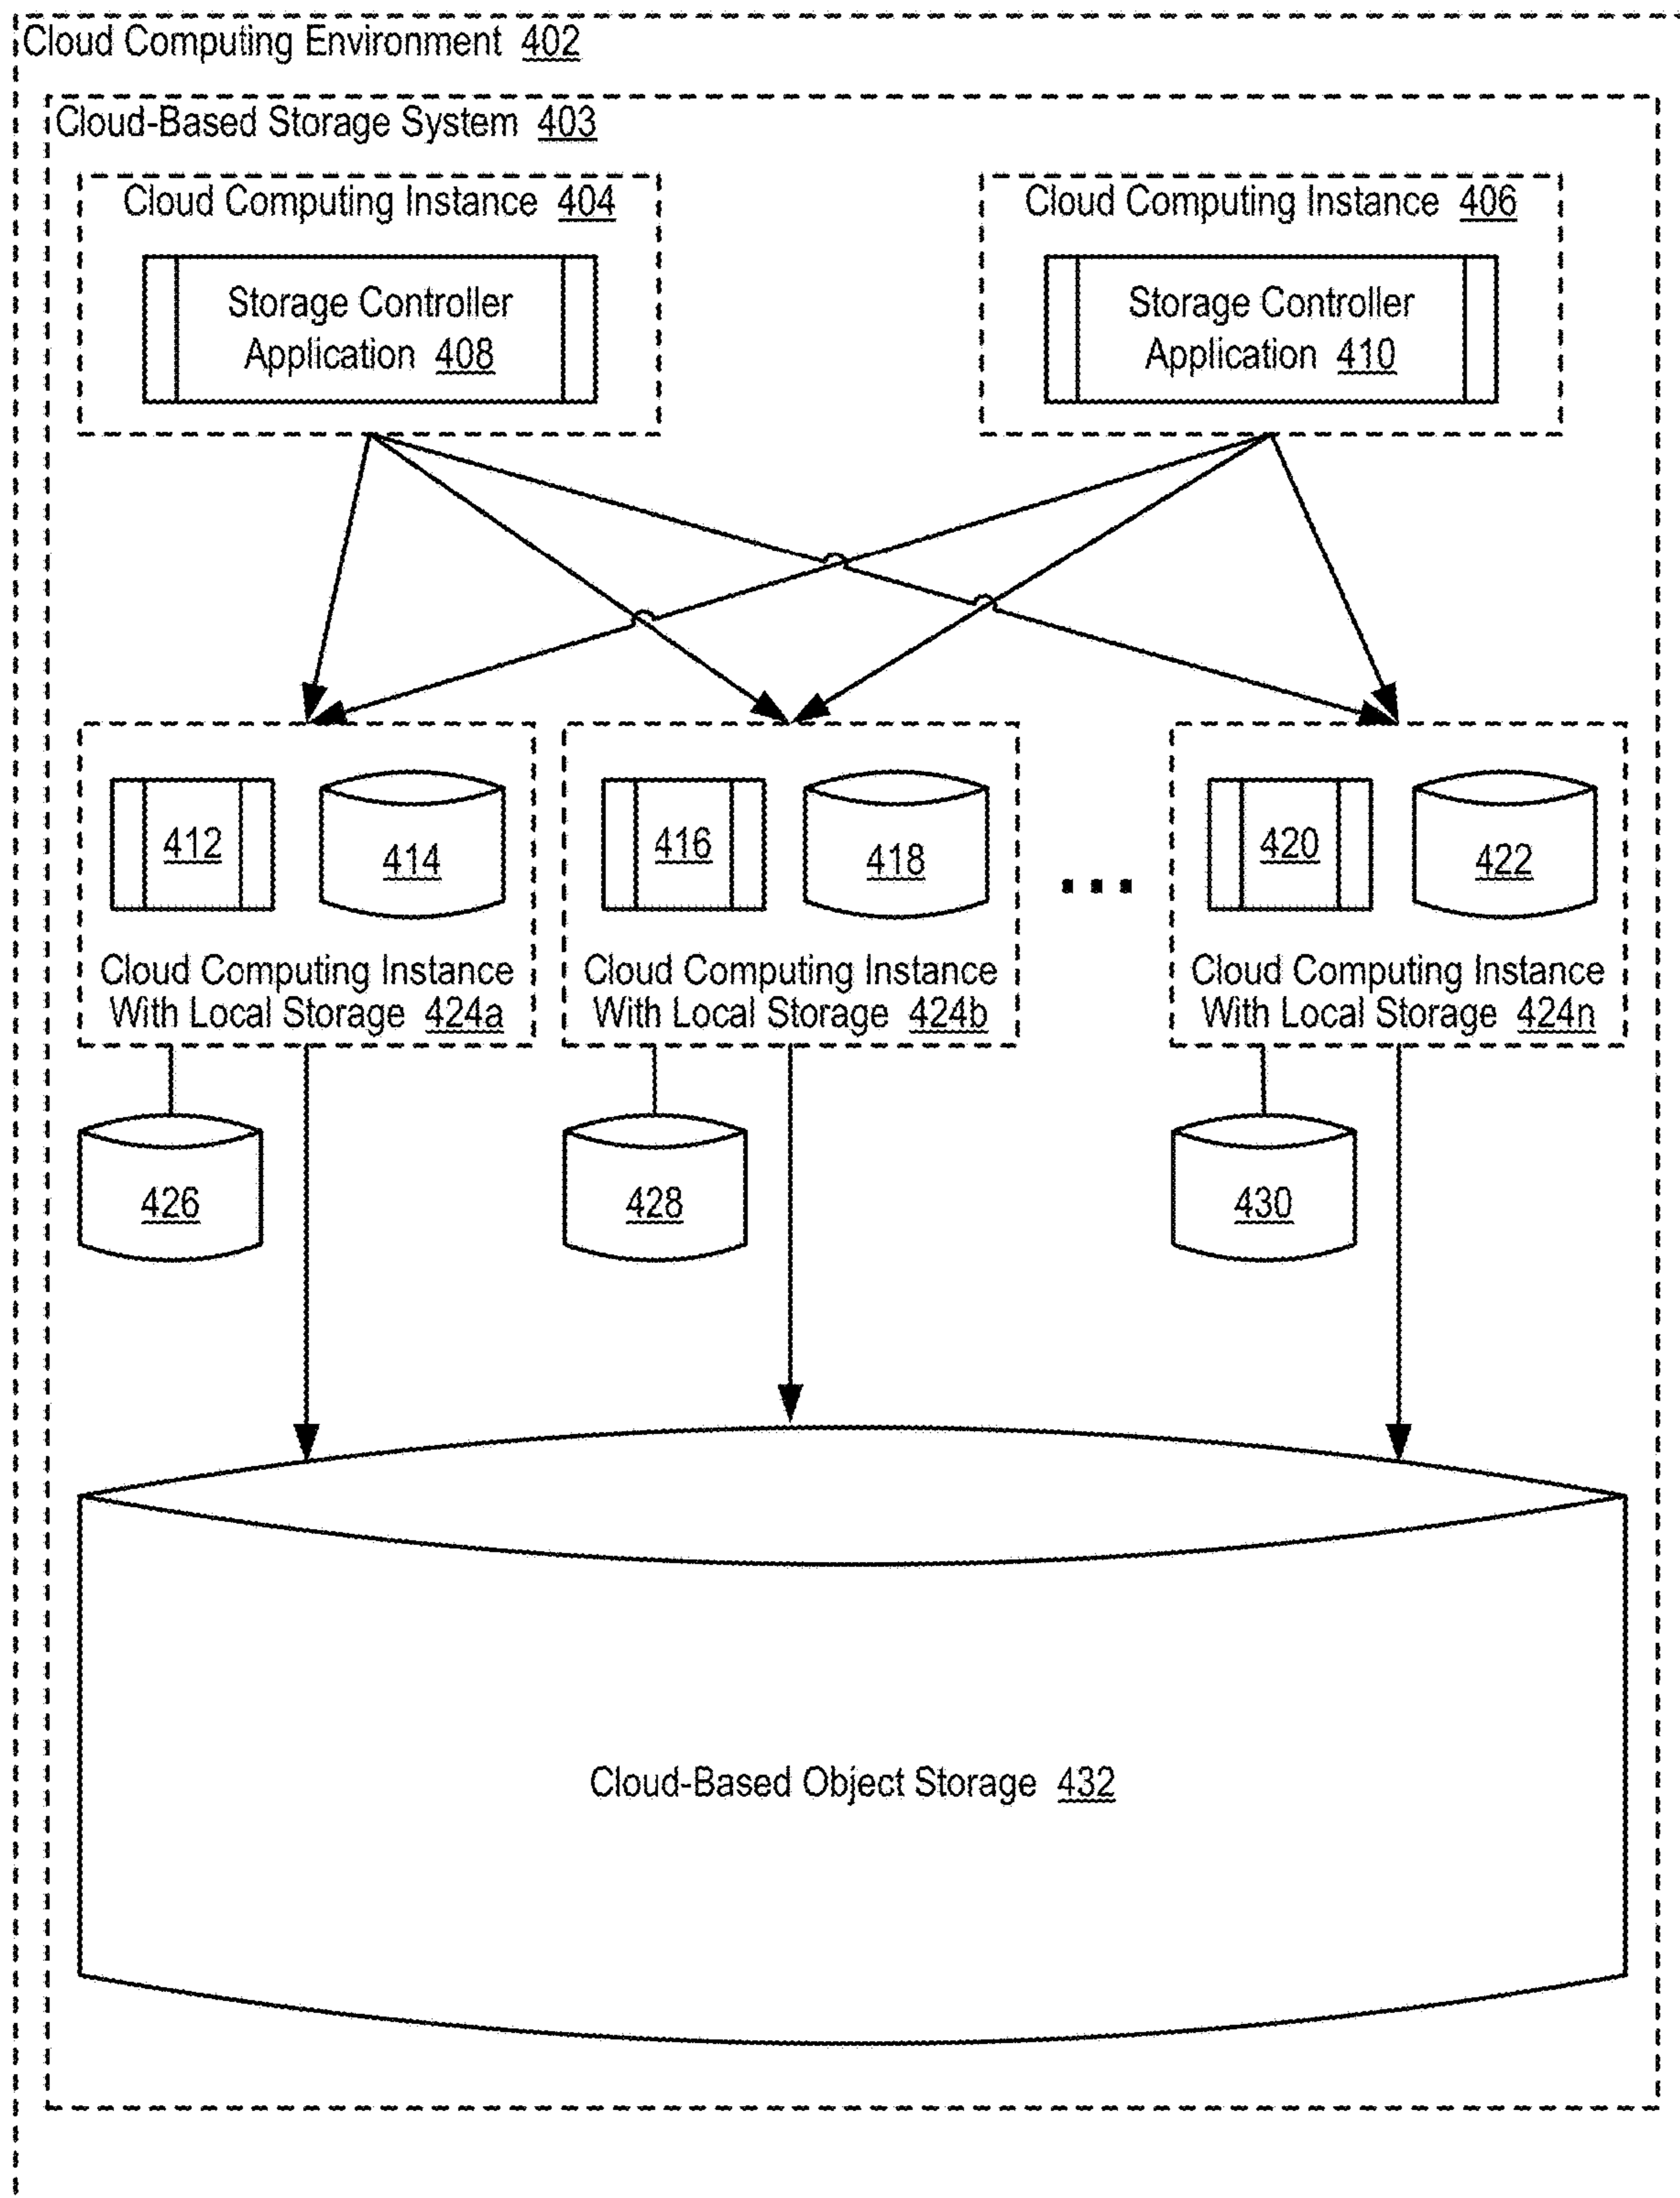 Cloud Computing Environment 402
Cloud-Based Storage System 403
Cloud Computing Instance 404
Storage Controller
Application 408
Cloud Computing Instance 406
Storage Controller
Application 410
412
414
Cloud Computing Instance
With Local Storage 424a
416
418
Cloud Computing Instance
With Local Storage 424b
...
420
422
Cloud Computing Instance
With Local Storage 424n
426
428
430
Cloud-Based Object Storage 432